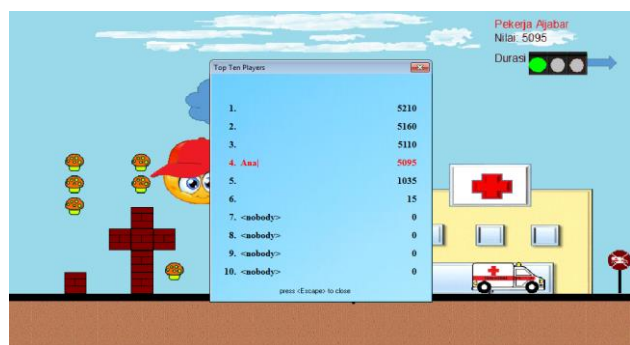 Pekerja Aljabar
Nilai: 5095
Durasi
Top Ten Players
1. 5210
2. 5160
3. 5110
4. Ana 5095
5. 1035
6. 15
7. <nobody> 0
8. <nobody> 0
9. <nobody> 0
10. <nobody> 0
press <Escape> to close